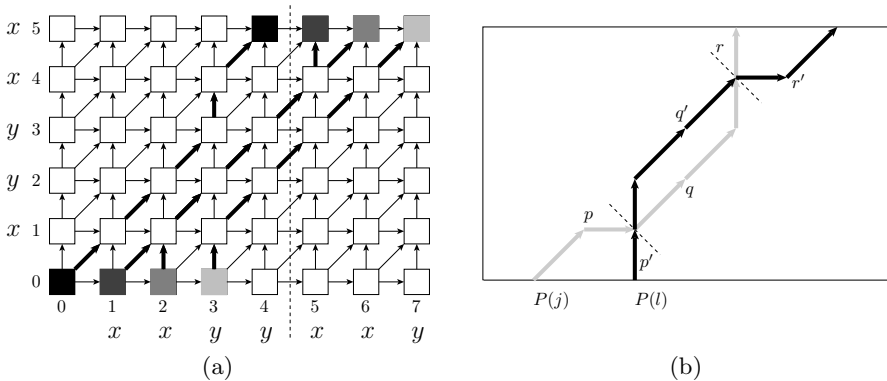 x 5
x 4
y 3
y 2
x 1
0
0 1 2 3 4 5 6 7
x x y y x x y
(a)
r
r′
q′
q
p
p′
P(j) P(l)
(b)